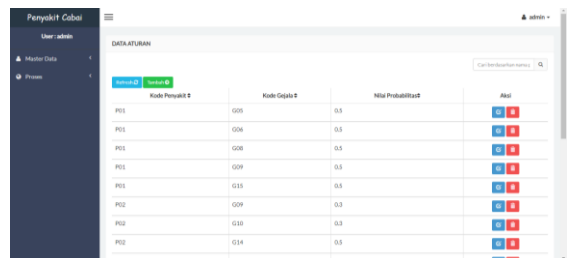 Penyakit Cabai
admin
User : admin
Master Data
Proses
DATA ATURAN
Cari berdasarkan
Refresh Tambah
Kode Penyakit Kode Gejala Nilai Probabilitas Aksi
P01 G05 0.5
P01 G06 0.5
P01 G08 0.5
P01 G09 0.5
P01 G15 0.5
P02 G09 0.3
P02 G10 0.3
P02 G14 0.5